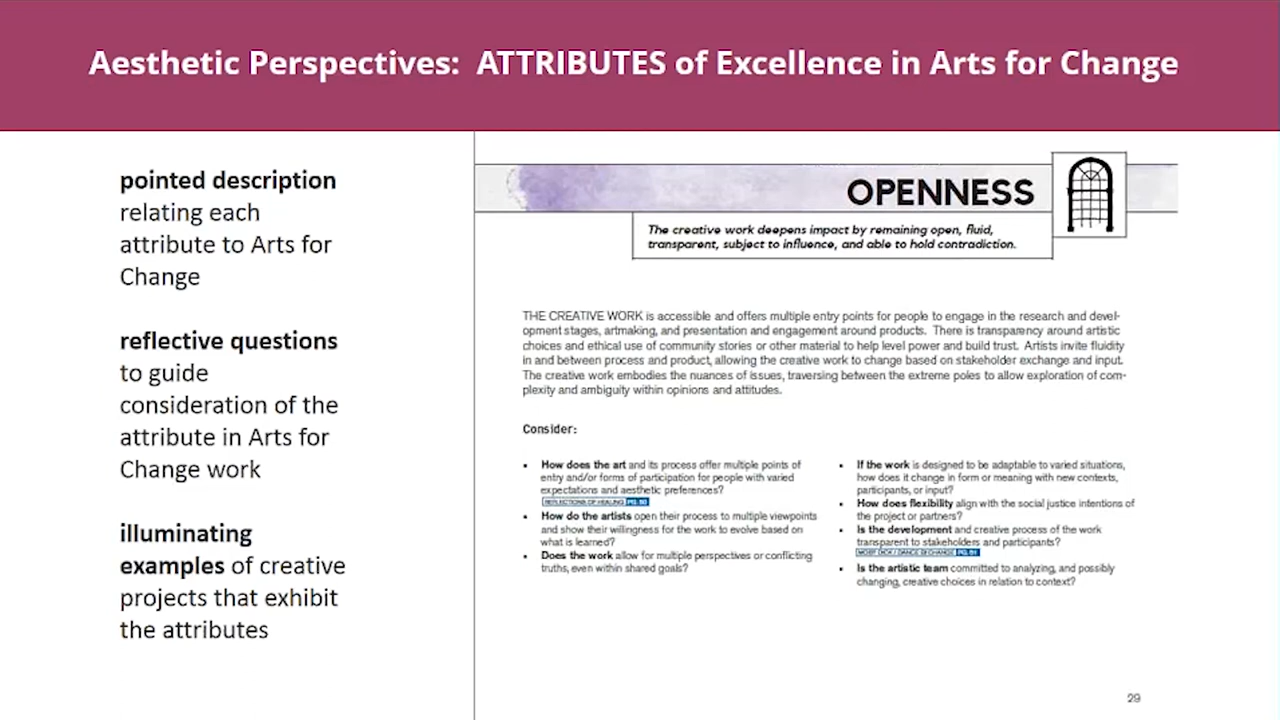 Aesthetic Perspectives: ATTRIBUTES of Excellence in Arts for Change
pointed description
relating each
attribute to Arts for
Change
reflective questions
to guide
consideration of the
attribute in Arts for
Change work
illuminating
examples of creative
projects that exhibit
the attributes
OPENNESS
The creative work deepens impact by remaining open, fluid,
transparent, subject to influence, and able to hold contradiction.
THE CREATIVE WORK is accessible and offers multiple entry points for people to engage in the research and devel-
opment stages, artmaking, and presentation and engagement around products. There is transparency around artistic
choices and ethical use of community stories or other material to help level power and build trust. Artists invite fluidity
in and between process and product, allowing the creative work to change based on stakeholder exchange and input.
The creative work embodies the nuances of issues, traversing between the extreme poles to allow exploration of com-
plexity and ambiguity within opinions and attitudes.
Consider:
• How does the art and its process offer multiple points of
entry and/or forms of participation for people with varied
expectations and aesthetic preferences?
REFLECTIONS OF HEALING PG. 50
• How do the artists open their process to multiple viewpoints
and show their willingness for the work to evolve based on
what is learned?
• Does the work allow for multiple perspectives or conflicting
truths, even within shared goals?
• If the work is designed to be adaptable to varied situations,
how does it change in form or meaning with new contexts,
participants, or input?
• How does flexibility align with the social justice intentions of
the project or partners?
• Is the development and creative process of the work
transparent to stakeholders and participants?
MOBY DICK / DANCE EXCHANGE PG. 51
• Is the artistic team committed to analyzing, and possibly
changing, creative choices in relation to context?
29